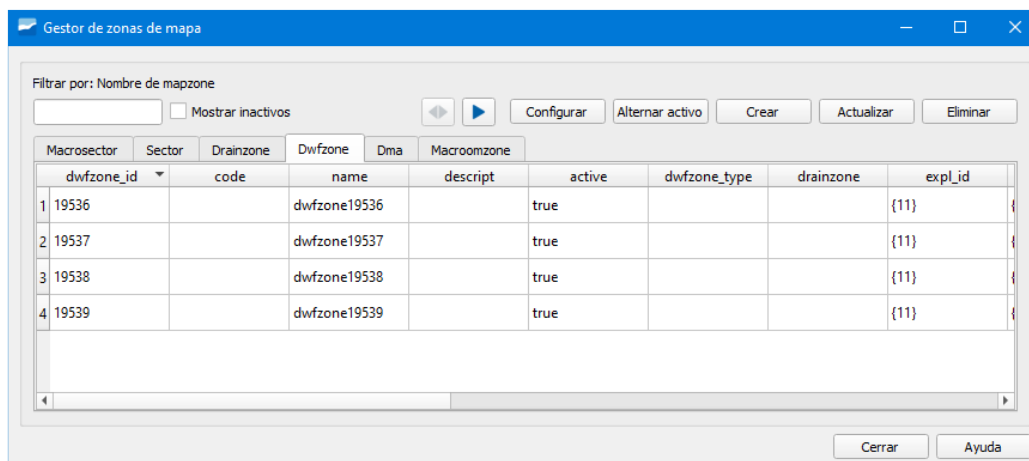 Gestor de zonas de mapa
Filtrar por: Nombre de mapzone
Mostrar inactivos Configurar Alternar activo Crear Actualizar Eliminar
Macrosector Sector Drainzone Dwfzone Dma Macroomzone
dwfzone_id code name descript active dwfzone_type drainzone expl_id
1 19536 dwfzone19536 true {11} {
2 19537 dwfzone19537 true {11} {
3 19538 dwfzone19538 true {11} {
4 19539 dwfzone19539 true {11} {
Cerrar Ayuda